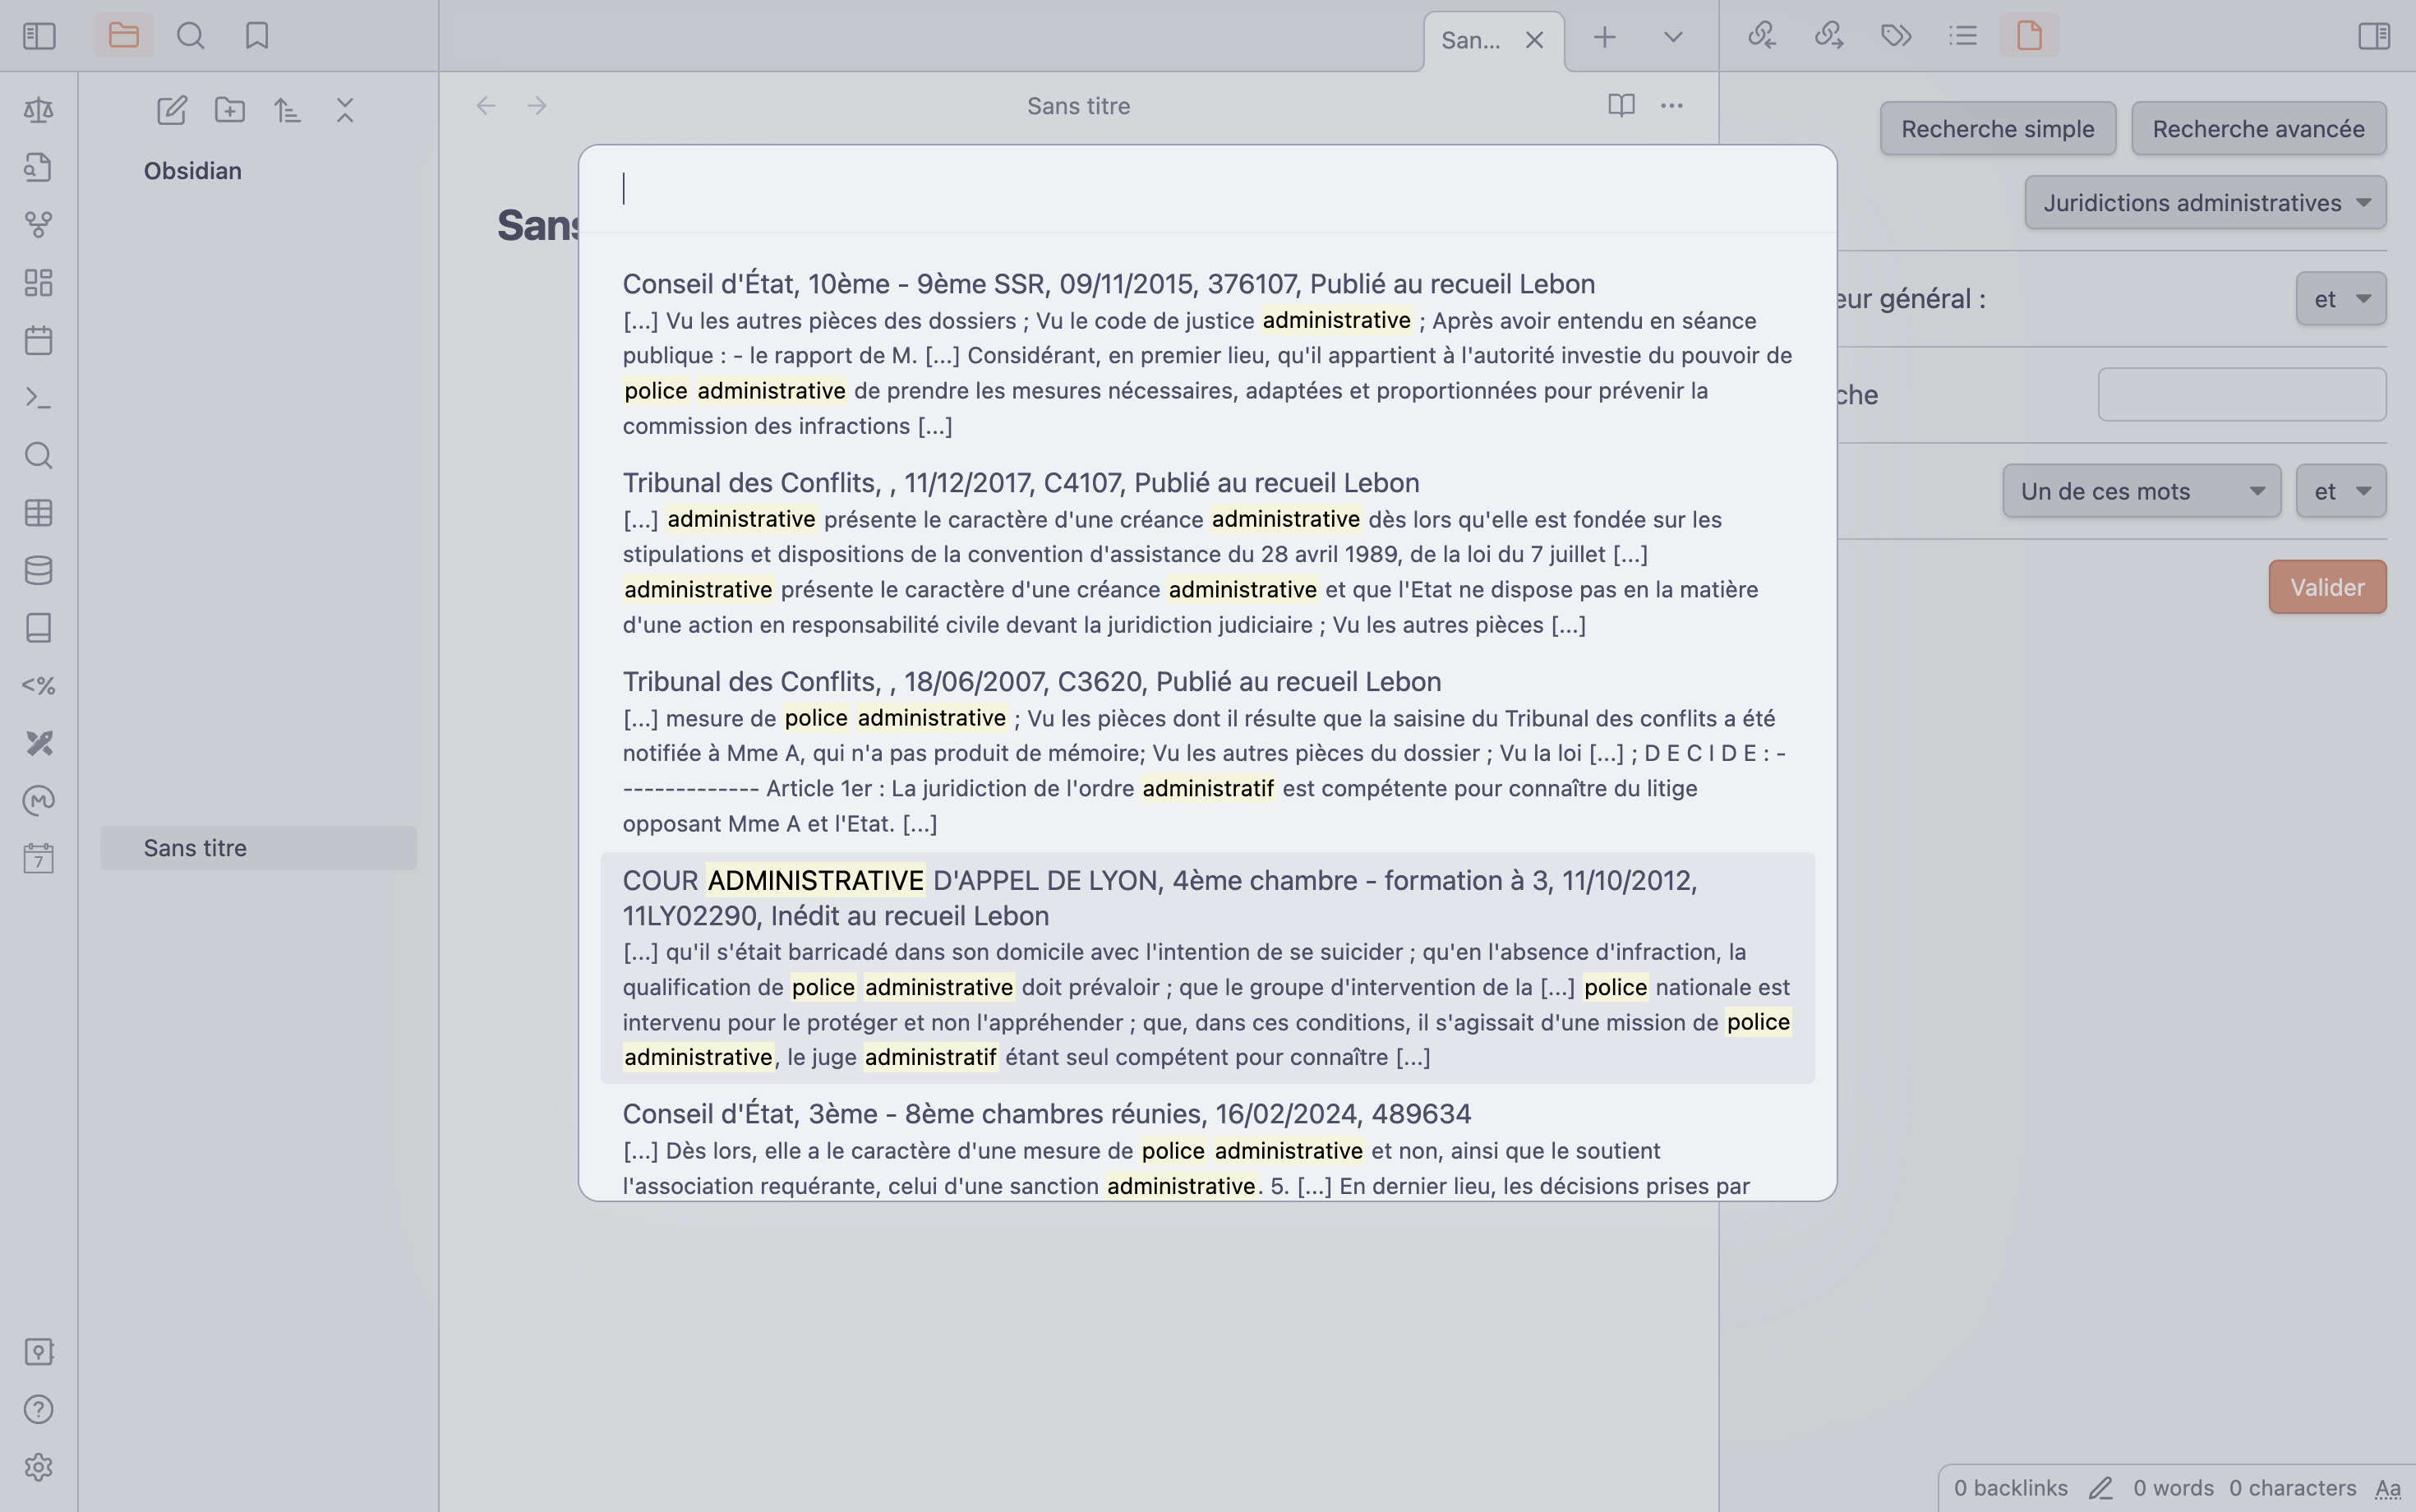 San...
Sans titre
Recherche simple
Recherche avancée
Obsidian
Juridictions administratives
Sans
Conseil d'État, 10ème - 9ème SSR, 09/11/2015, 376107, Publié au recueil Lebon
[...] Vu les autres pièces des dossiers ; Vu le code de justice administrative ; Après avoir entendu en séance
publique : - le rapport de M. [...] Considérant, en premier lieu, qu'il appartient à l'autorité investie du pouvoir de
police administrative de prendre les mesures nécessaires, adaptées et proportionnées pour prévenir la
commission des infractions [...]
eur général :
et
che
Tribunal des Conflits, , 11/12/2017, C4107, Publié au recueil Lebon
[...] administrative présente le caractère d'une créance administrative dès lors qu'elle est fondée sur les
stipulations et dispositions de la convention d'assistance du 28 avril 1989, de la loi du 7 juillet [...]
administrative présente le caractère d'une créance administrative et que l'Etat ne dispose pas en la matière
d'une action en responsabilité civile devant la juridiction judiciaire ; Vu les autres pièces [...]
Un de ces mots
et
Valider
Tribunal des Conflits, , 18/06/2007, C3620, Publié au recueil Lebon
[...] mesure de police administrative ; Vu les pièces dont il résulte que la saisine du Tribunal des conflits a été
notifiée à Mme A, qui n'a pas produit de mémoire; Vu les autres pièces du dossier ; Vu la loi [...] ; D E C I D E : -
------------- Article 1er : La juridiction de l'ordre administratif est compétente pour connaître du litige
opposant Mme A et l'Etat. [...]
<%
7
Sans titre
COUR ADMINISTRATIVE D'APPEL DE LYON, 4ème chambre - formation à 3, 11/10/2012,
11LY02290, Inédit au recueil Lebon
[...] qu'il s'était barricadé dans son domicile avec l'intention de se suicider ; qu'en l'absence d'infraction, la
qualification de police administrative doit prévaloir ; que le groupe d'intervention de la [...] police nationale est
intervenu pour le protéger et non l'appréhender ; que, dans ces conditions, il s'agissait d'une mission de police
administrative, le juge administratif étant seul compétent pour connaître [...]
Conseil d'État, 3ème - 8ème chambres réunies, 16/02/2024, 489634
[...] Dès lors, elle a le caractère d'une mesure de police administrative et non, ainsi que le soutient
l'association requérante, celui d'une sanction administrative. 5. [...] En dernier lieu, les décisions prises par
0 backlinks 0 words 0 characters Aa